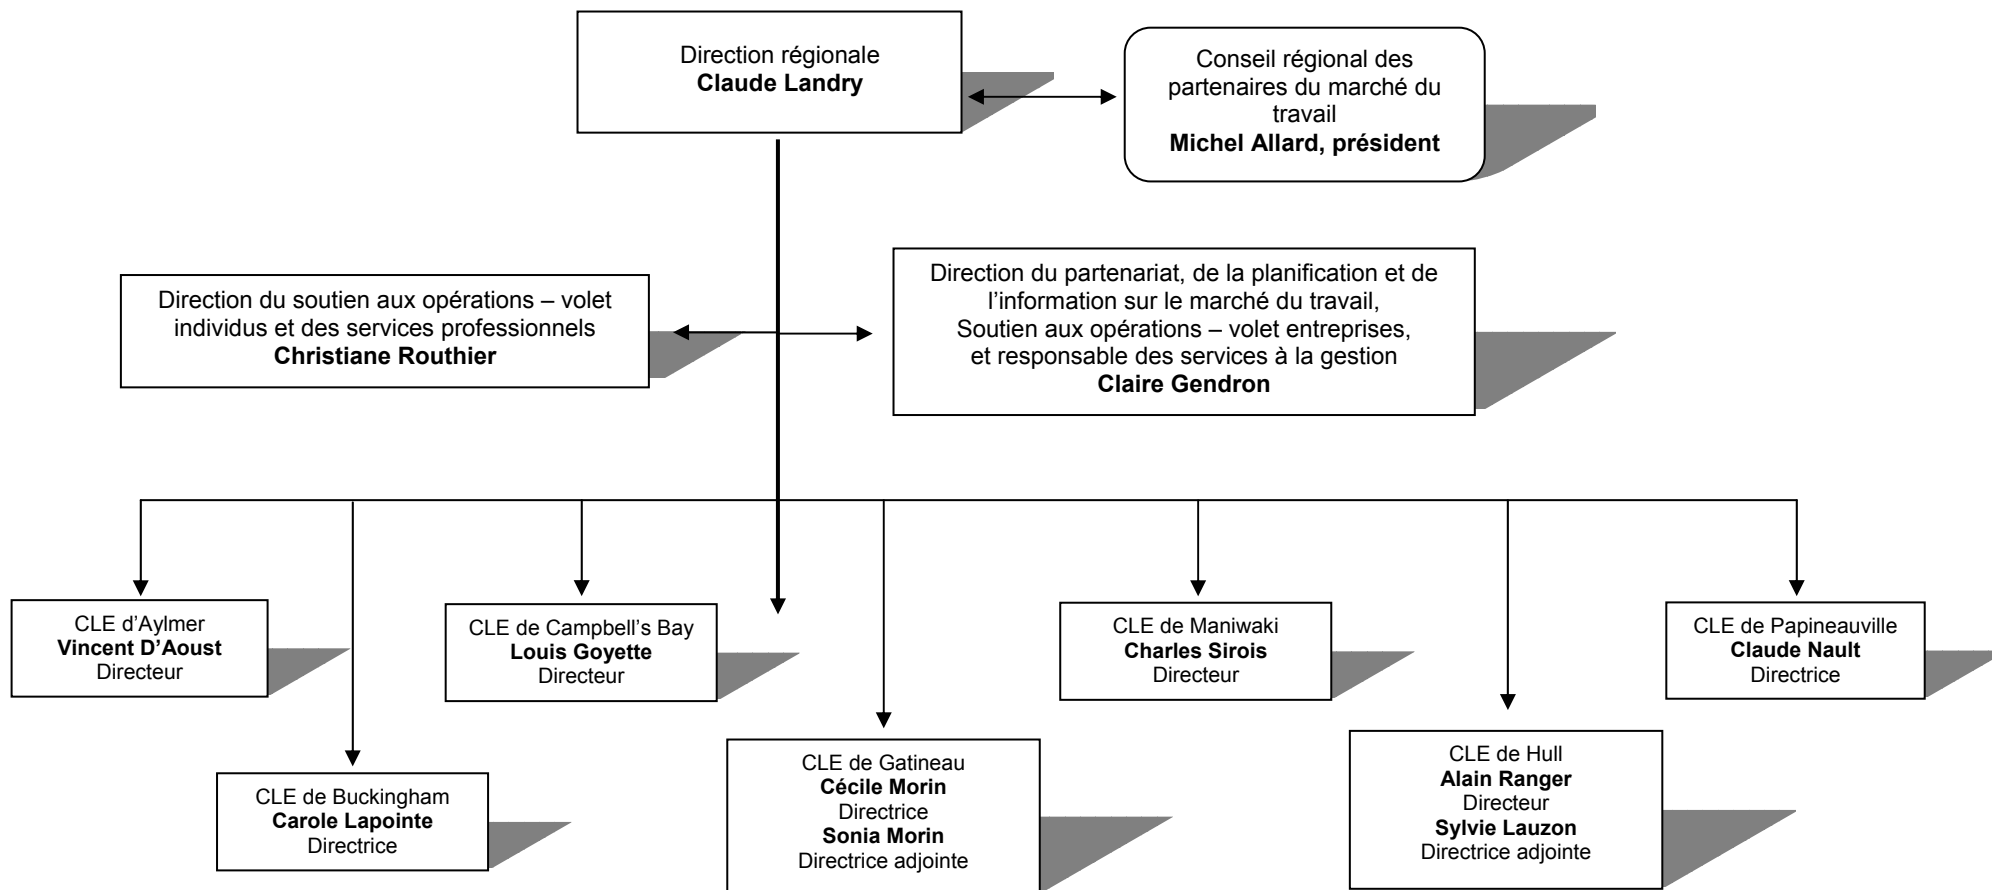 Direction régionale
Claude Landry
Conseil régional des
partenaires du marché du
travail
Michel Allard, président
Direction du soutien aux opérations – volet
individus et des services professionnels
Christiane Routhier
Direction du partenariat, de la planification et de
l’information sur le marché du travail,
Soutien aux opérations – volet entreprises,
et responsable des services à la gestion
Claire Gendron
CLE d’Aylmer
Vincent D’Aoust
Directeur
CLE de Campbell’s Bay
Louis Goyette
Directeur
CLE de Maniwaki
Charles Sirois
Directeur
CLE de Papineauville
Claude Nault
Directrice
CLE de Buckingham
Carole Lapointe
Directrice
CLE de Gatineau
Cécile Morin
Directrice
Sonia Morin
Directrice adjointe
CLE de Hull
Alain Ranger
Directeur
Sylvie Lauzon
Directrice adjointe